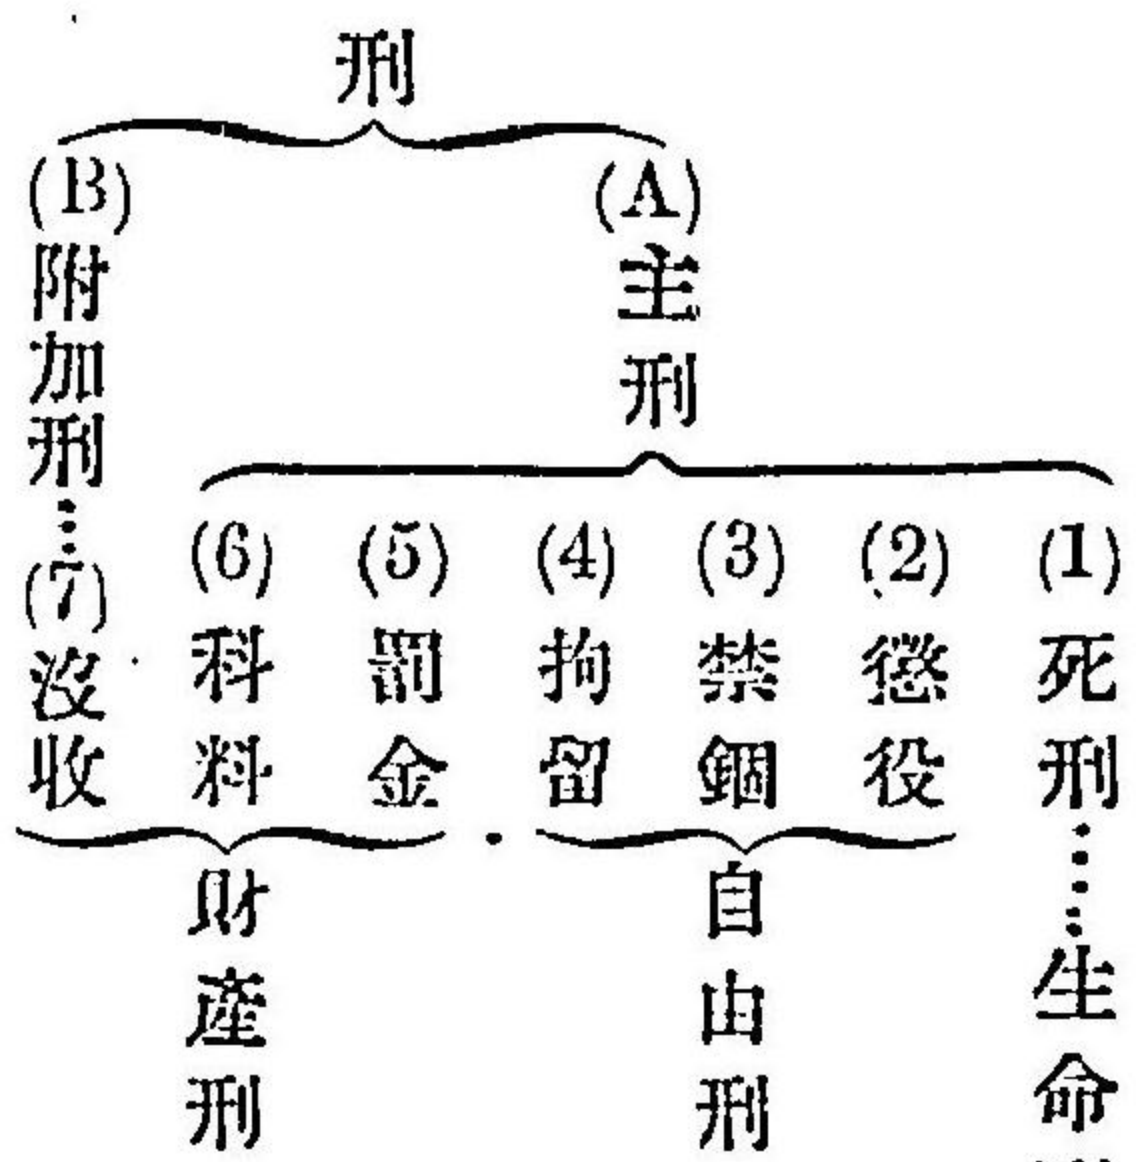 刑
(A)主刑
(1)死刑……生命
(2)懲役
(3)禁錮
(4)拘留
自由刑
(5)罰金
(6)科料
(B)附加刑…(7)沒收
財產刑